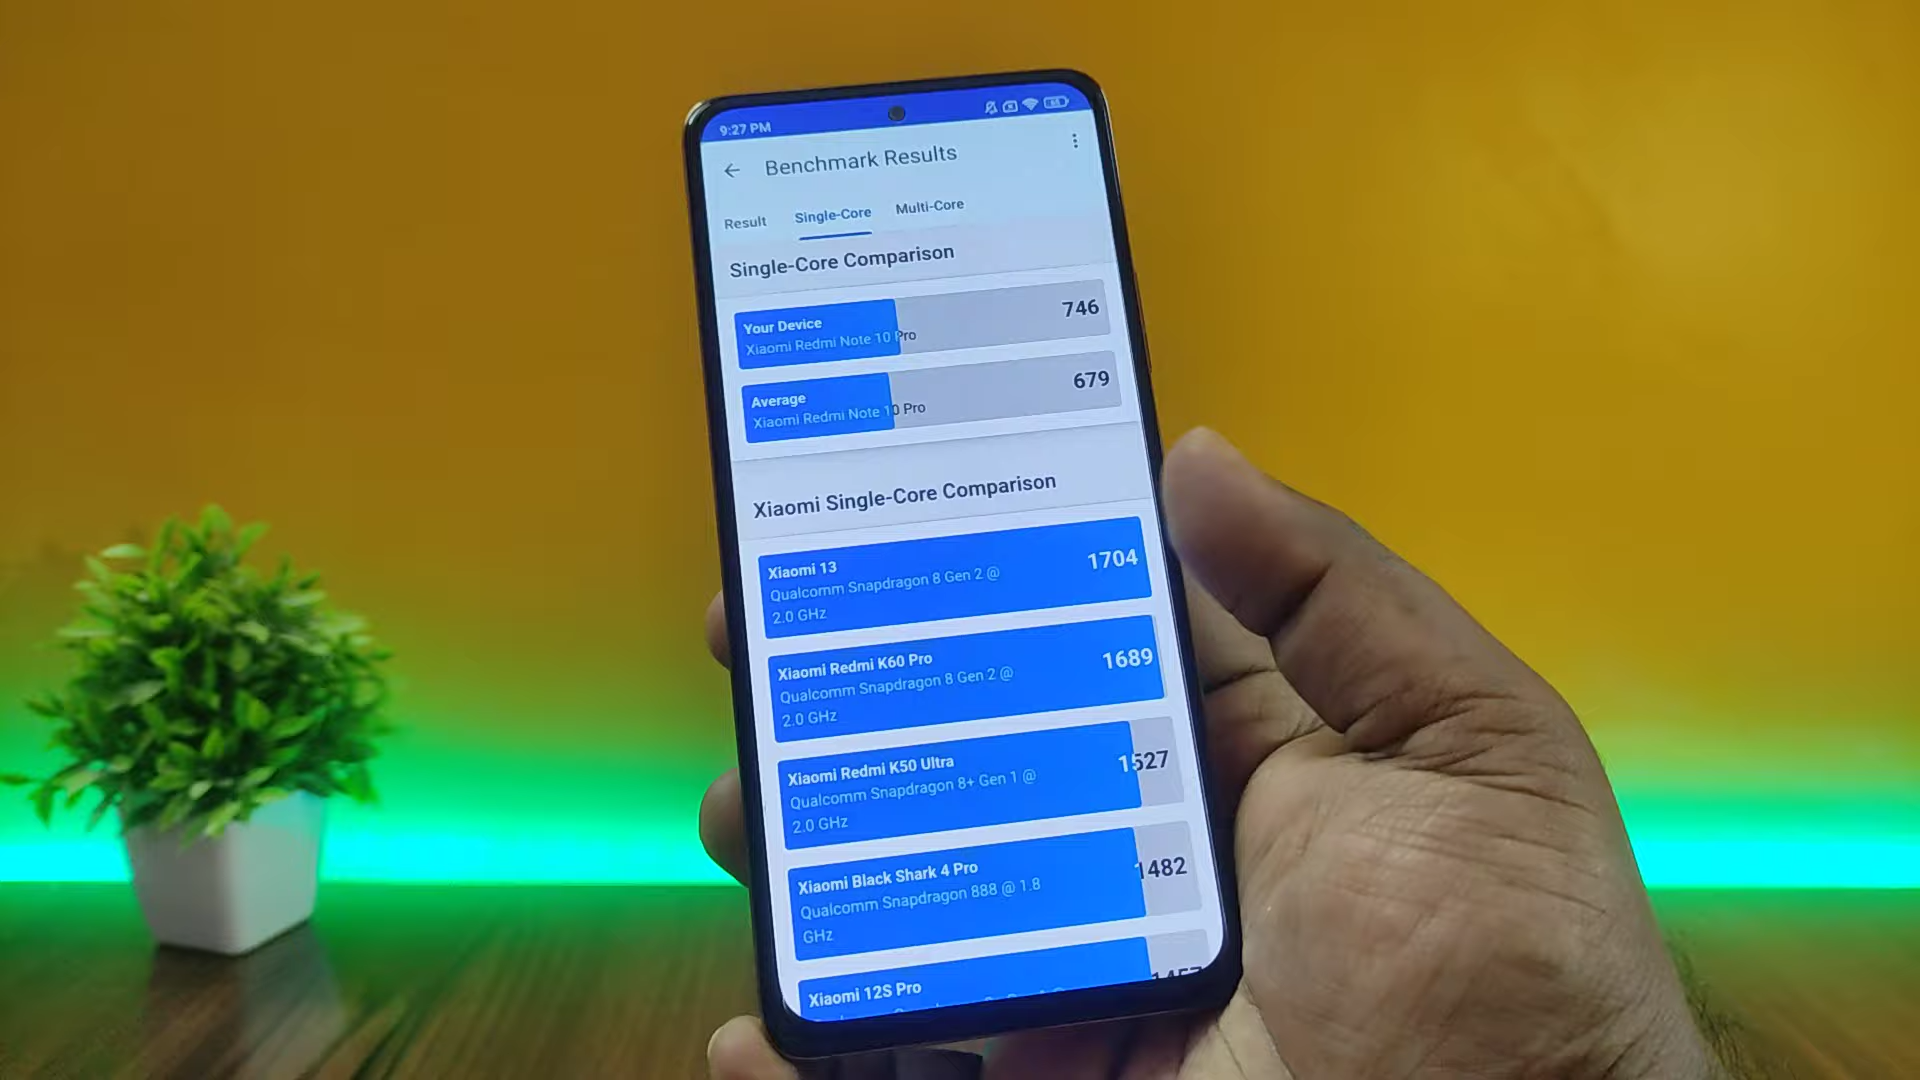 9:27 PM
Benchmark Results
Result Single-Core Multi-Core
Single-Core Comparison
Your Device
Xiaomi Redmi Note 10 Pro
746
Average
Xiaomi Redmi Note 10 Pro
679
Xiaomi Single-Core Comparison
Xiaomi 13
Qualcomm Snapdragon 8 Gen 2 @
2.0 GHz
1704
Xiaomi Redmi K60 Pro
Qualcomm Snapdragon 8 Gen 2 @
2.0 GHz
1689
Xiaomi Redmi K50 Ultra
Qualcomm Snapdragon 8+ Gen 1 @
2.0 GHz
1527
Xiaomi Black Shark 4 Pro
Qualcomm Snapdragon 888 @ 1.8
GHz
1482
Xiaomi 12S Pro